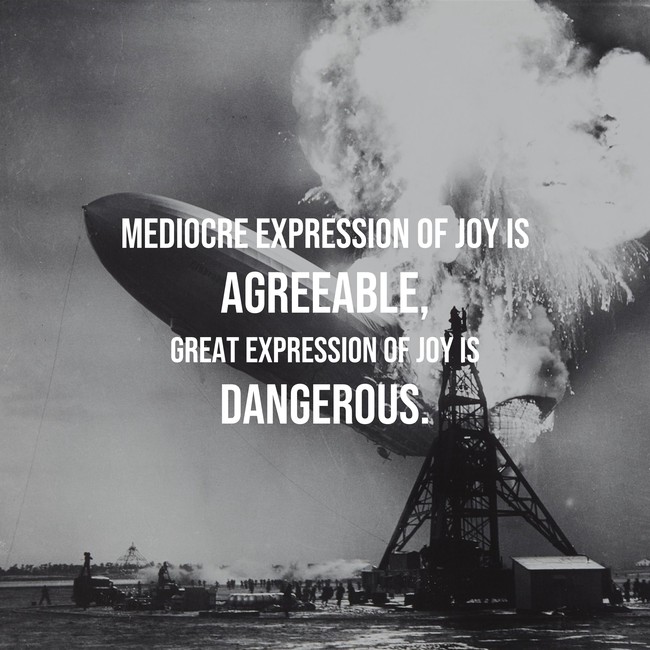 MEDIOCRE EXPRESSION OF JOY IS
AGREEABLE,
GREAT EXPRESSION OF JOY IS
DANGEROUS.